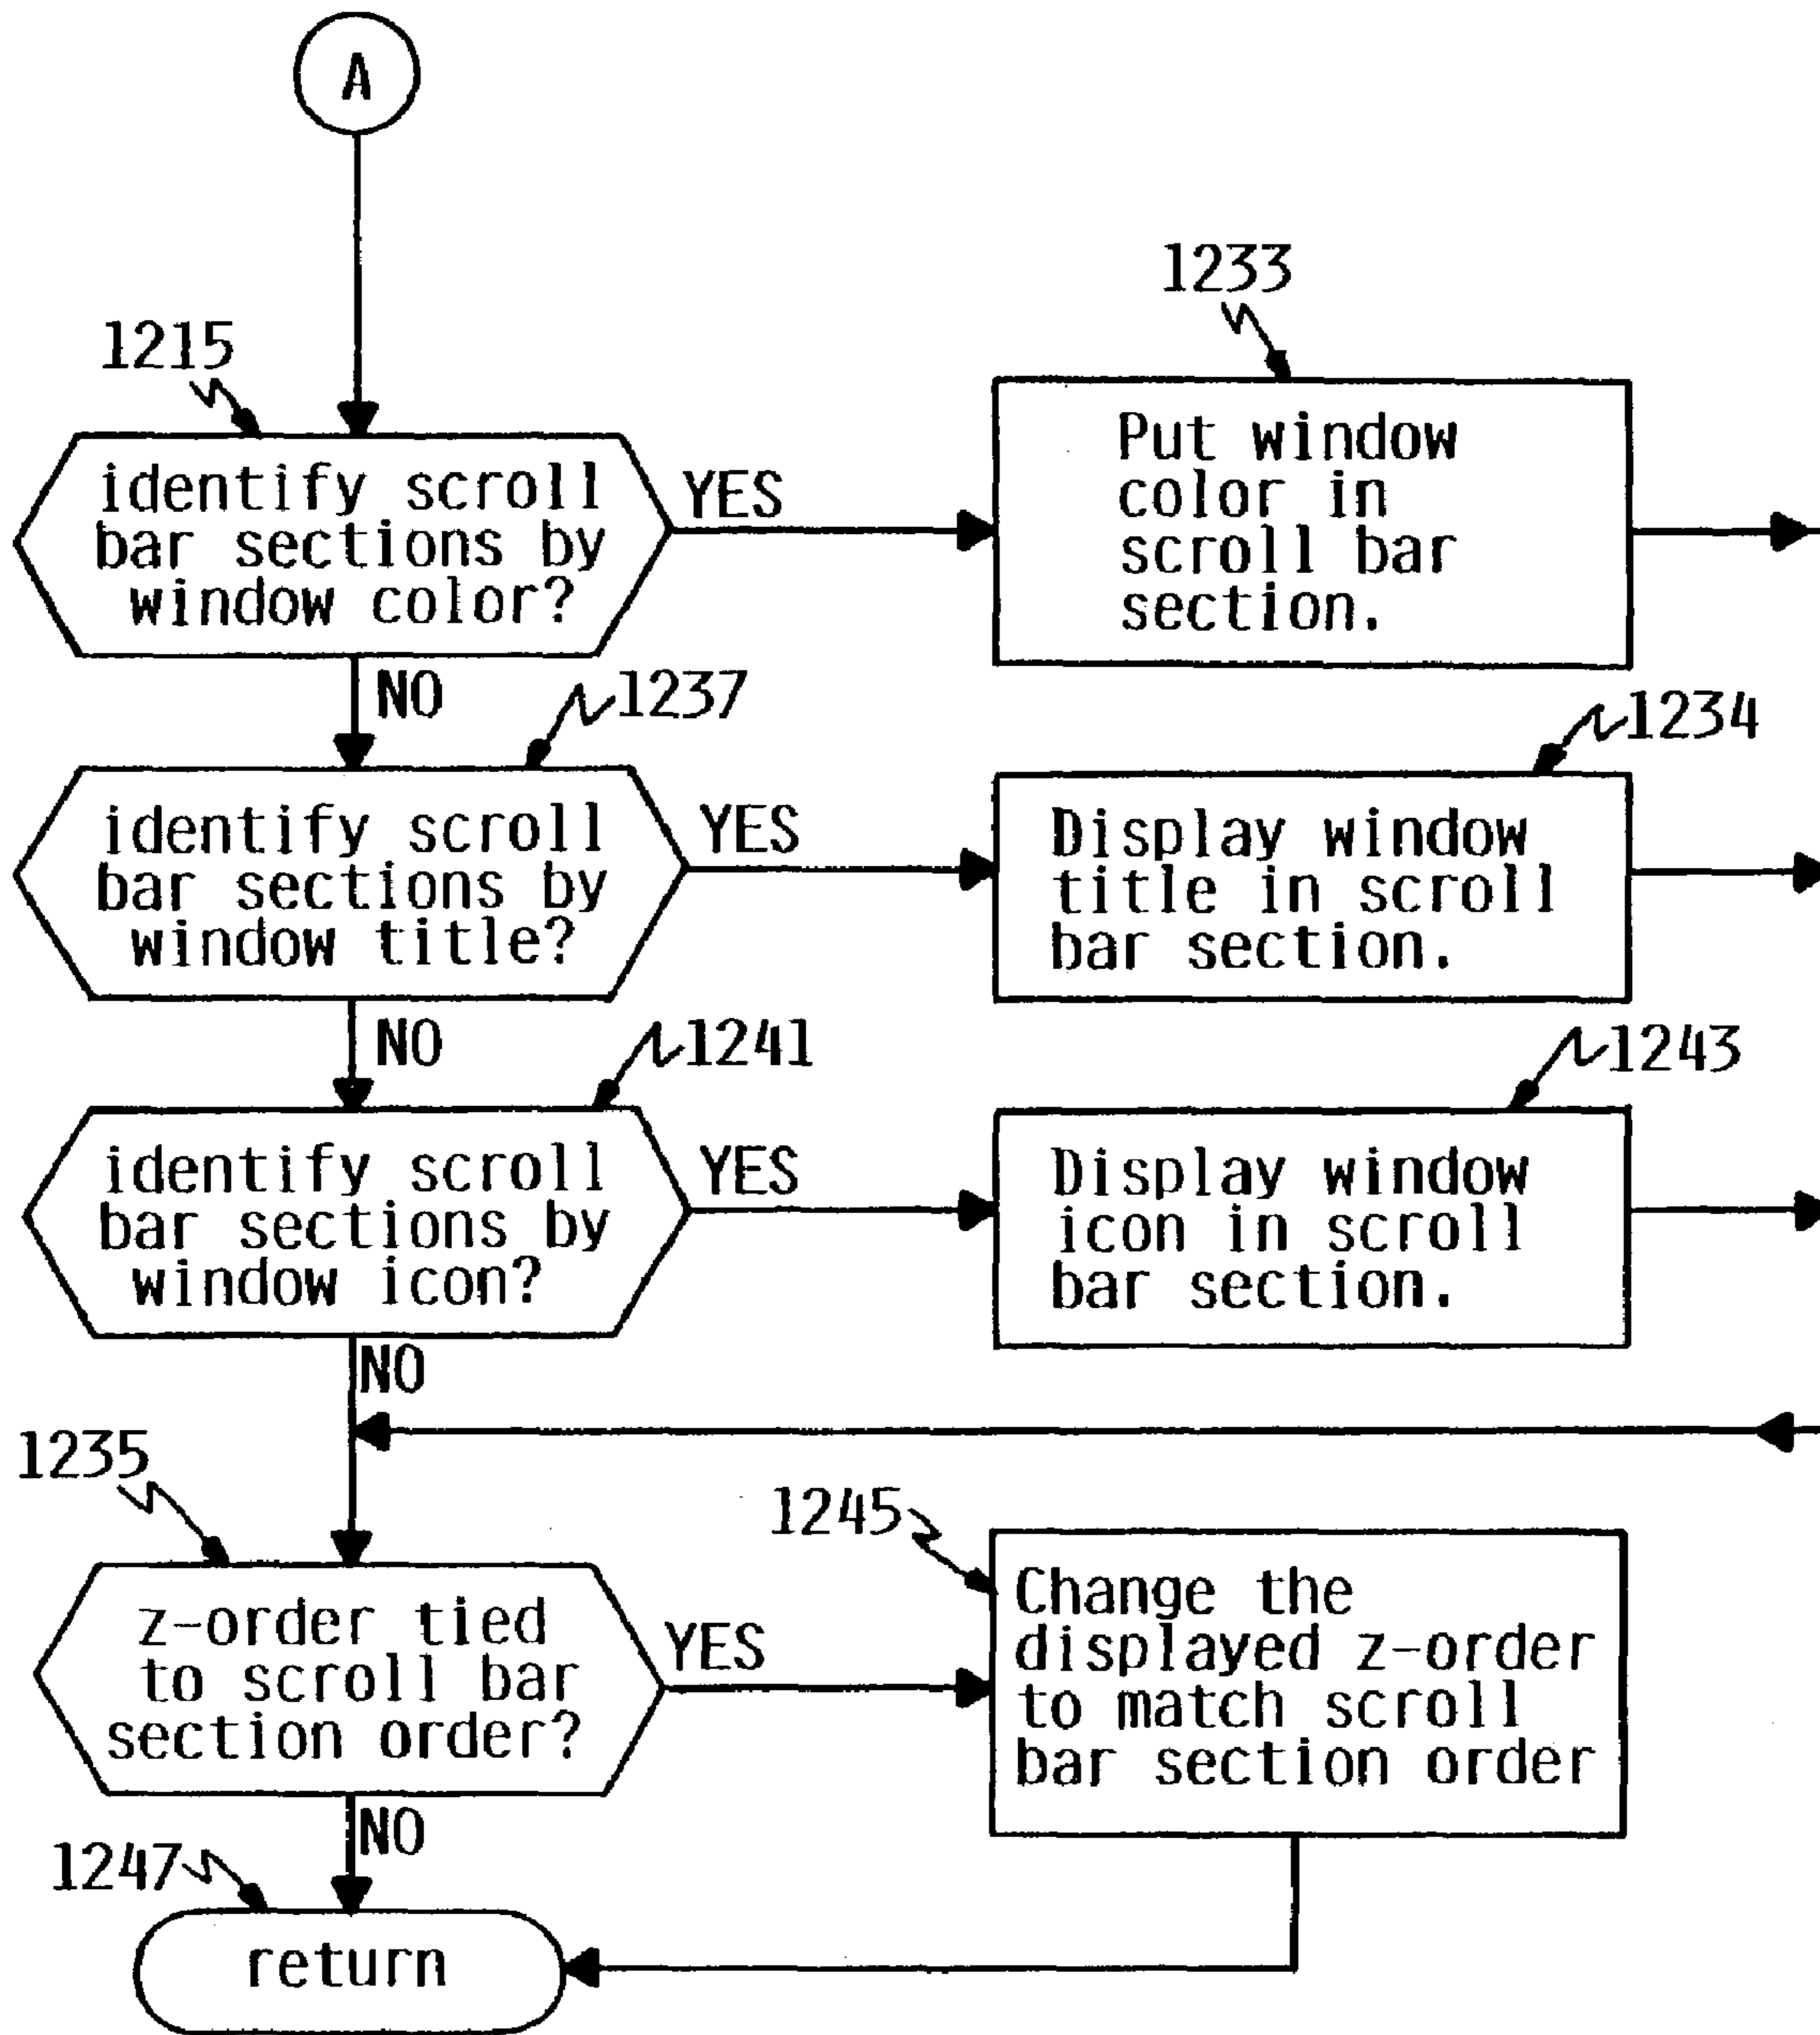 A
1215
identify scroll
bar sections by
window color?
YES
1233
Put window
color in
scroll bar
section.
NO
1237
identify scroll
bar sections by
window title?
YES
1234
Display window
title in scroll
bar section.
NO
1241
identify scroll
bar sections by
window icon?
YES
1243
Display window
icon in scroll
bar section.
NO
1235
z-order tied
to scroll bar
section order?
YES
1245
Change the
displayed z-order
to match scroll
bar section order
NO
1247
return